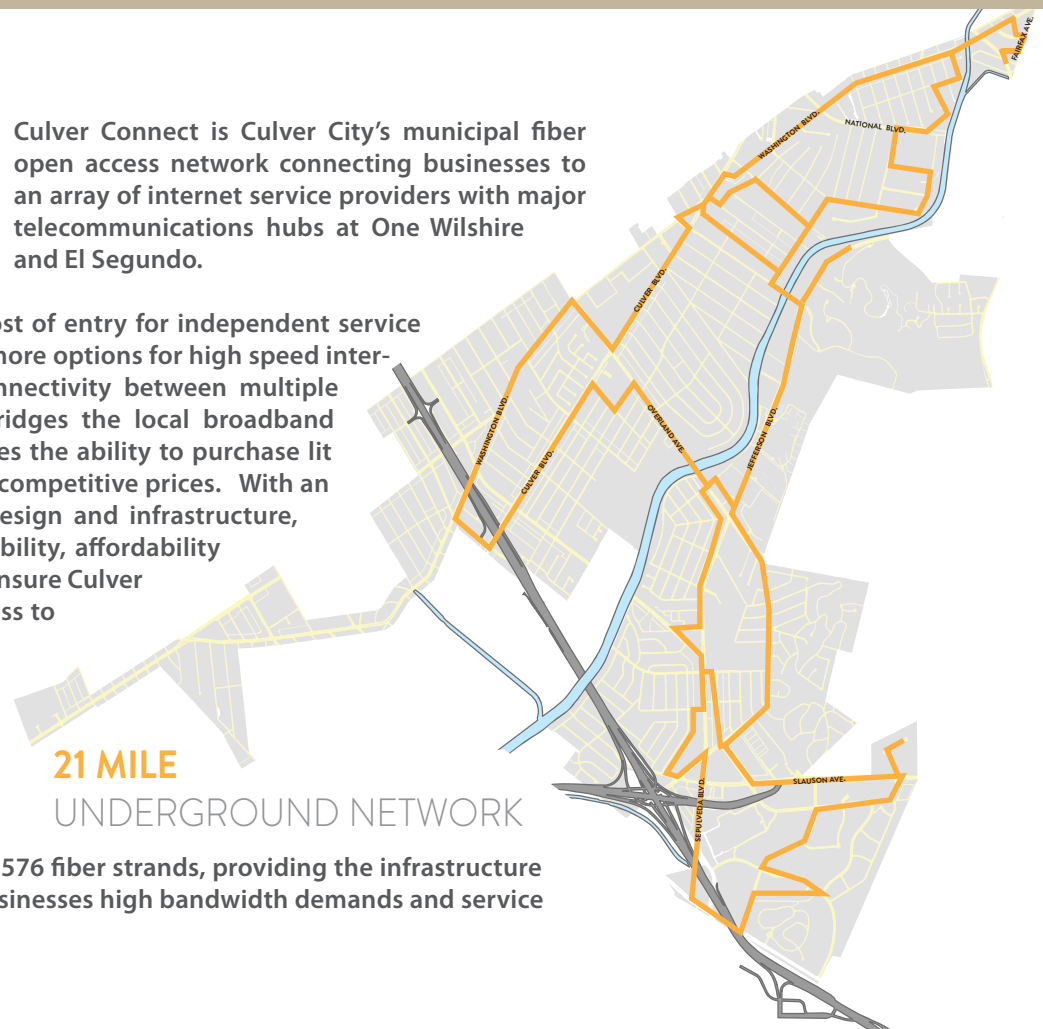 Culver Connect is Culver City's municipal fiber
open access network connecting businesses to
an array of internet service providers with major
telecommunications hubs at One Wilshire
and El Segundo.
ost of entry for independent service
more options for high speed inter-
nnectivity between multiple
ridges the local broadband
es the ability to purchase lit
competitive prices. With an
esign and infrastructure,
bility, affordability
nsure Culver
ss to
21 MILE
UNDERGROUND NETWORK
576 fiber strands, providing the infrastructure
sinesses high bandwidth demands and service
FAIRFAX AVE.
WASHINGTON BLVD.
NATIONAL BLVD.
CULVER BLVD.
WASHINGTON BLVD.
CULVER BLVD.
OVERLAND AVE.
JEFFERSON BLVD.
SEPULVEDA BLVD.
SLAUSON AVE.